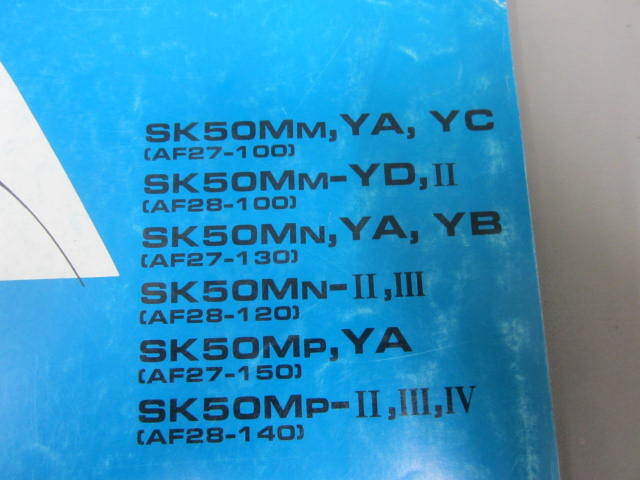 SK50MM, YA, YC
(AF27-100)
SK50MM-YD, II
(AF28-100)
SK50MN, YA, YB
(AF27-130)
SK50MN-II, III
(AF28-120)
SK50MP, YA
(AF27-150)
SK50MP-II, III, IV
(AF28-140)